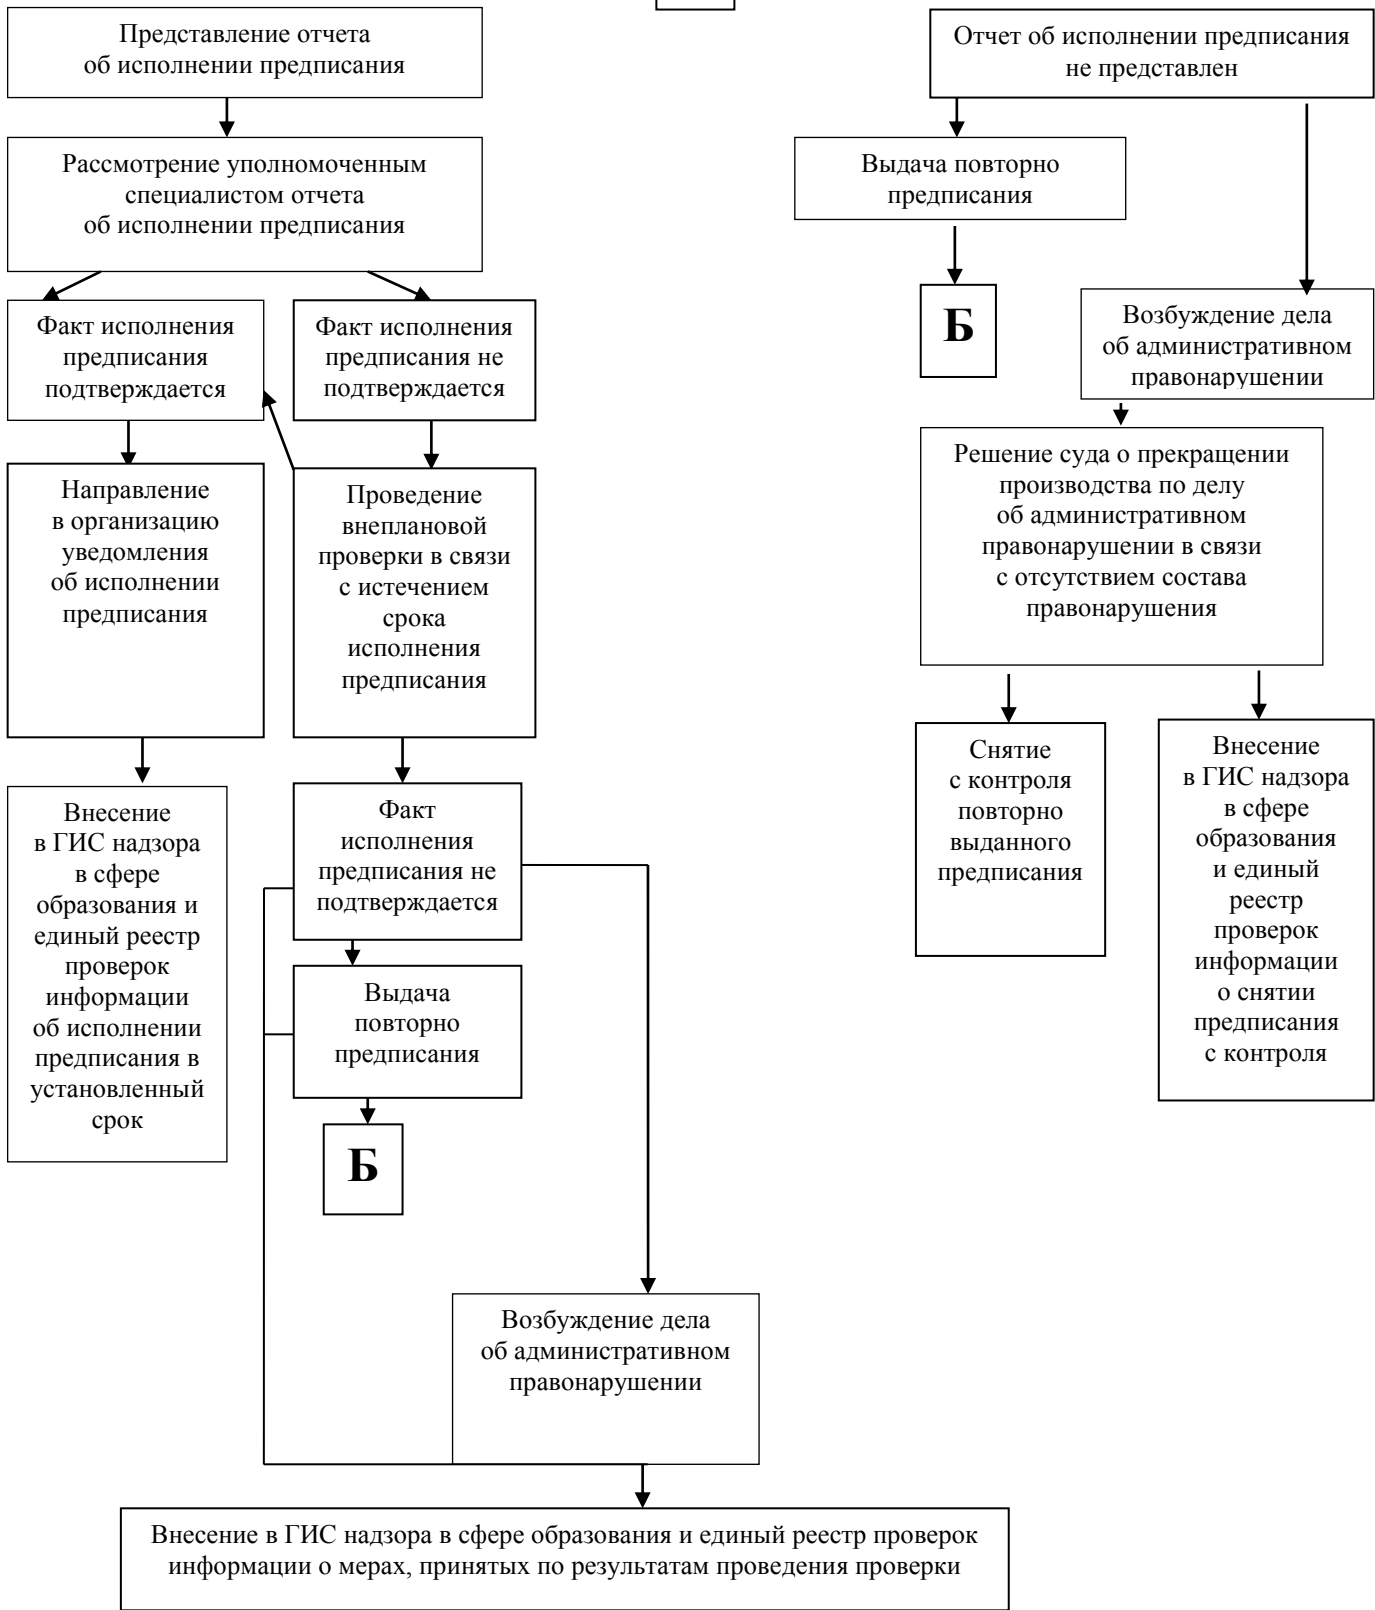 Представление отчета
об исполнении предписания
Отчет об исполнении предписания
не представлен
Рассмотрение уполномоченным
специалистом отчета
об исполнении предписания
Выдача повторно
предписания
Факт исполнения
предписания
подтверждается
Факт исполнения
предписания не
подтверждается
Б
Возбуждение дела
об административном
правонарушении
Направление
в организацию
уведомления
об исполнении
предписания
Проведение
внеплановой
проверки в связи
с истечением
срока
исполнения
предписания
Решение суда о прекращении
производства по делу
об административном
правонарушении в связи
с отсутствием состава
правонарушения
Снятие
с контроля
повторно
выданного
предписания
Внесение
в ГИС надзора
в сфере
образования
и единый
реестр
проверок
информации
о снятии
предписания
с контроля
Внесение
в ГИС надзора
в сфере
образования и
единый реестр
проверок
информации
об исполнении
предписания в
установленный
срок
Факт
исполнения
предписания не
подтверждается
Выдача
повторно
предписания
Б
Возбуждение дела
об административном
правонарушении
Внесение в ГИС надзора в сфере образования и единый реестр проверок
информации о мерах, принятых по результатам проведения проверки